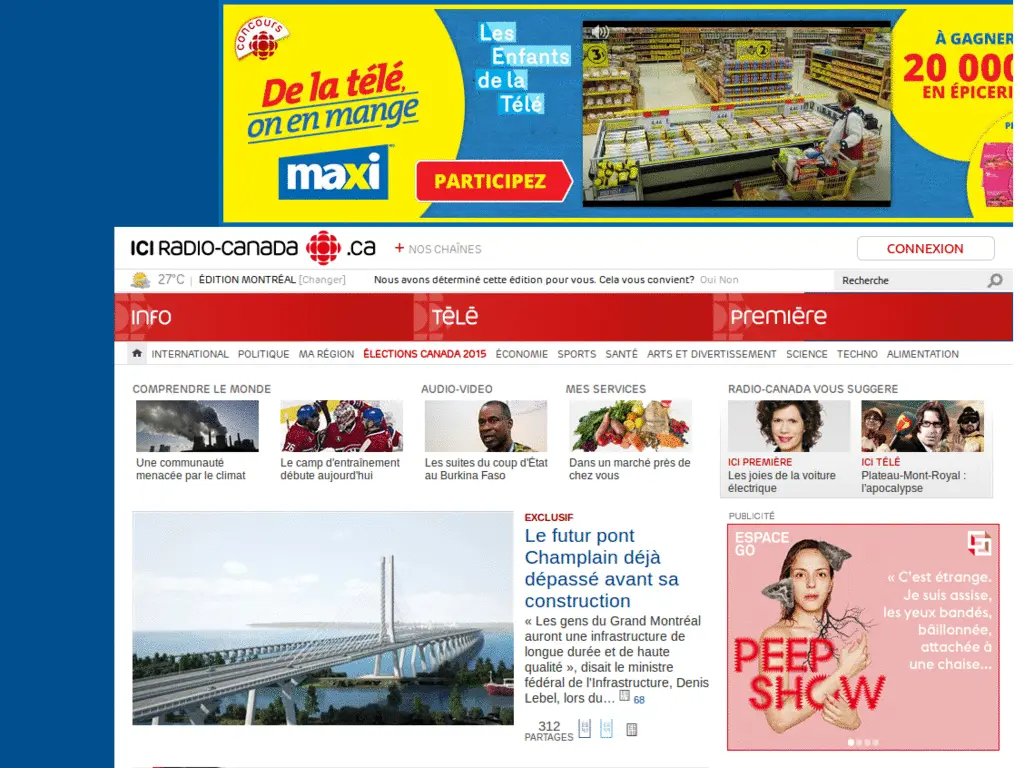 concours
De la télé,
on en mange
maxi
Les
Enfants
de la
Télé
PARTICIPEZ
À GAGNER
20 000
EN ÉPICERI
ICI RADIO-CANADA .ca
+ NOS CHAÎNES
CONNEXION
27°C | ÉDITION MONTRÉAL [Changer]
Nous avons déterminé cette édition pour vous. Cela vous convient? Oui Non
Recherche
INFO
TÉLÉ
PREMIÈRE
INTERNATIONAL POLITIQUE MA RÉGION ÉLECTIONS CANADA 2015 ÉCONOMIE SPORTS SANTÉ ARTS ET DIVERTISSEMENT SCIENCE TECHNO ALIMENTATION
COMPRENDRE LE MONDE
Une communauté
menacée par le climat
Le camp d'entraînement
débute aujourd'hui
AUDIO-VIDEO
Les suites du coup d'État
au Burkina Faso
MES SERVICES
Dans un marché près de
chez vous
RADIO-CANADA VOUS SUGGERE
ICI PREMIÈRE
Les joies de la voiture
électrique
ICI TÉLÉ
Plateau-Mont-Royal :
l'apocalypse
EXCLUSIF
Le futur pont
Champlain déjà
dépassé avant sa
construction
« Les gens du Grand Montréal
auront une infrastructure de
longue durée et de haute
qualité », disait le ministre
fédéral de l'Infrastructure, Denis
Lebel, lors du… 68
312
PARTAGES
PUBLICITÉ
ESPACE
GO
« C'est étrange.
Je suis assise,
les yeux bandés,
bâillonnée,
attachée à
une chaise…
PEEP
SHOW